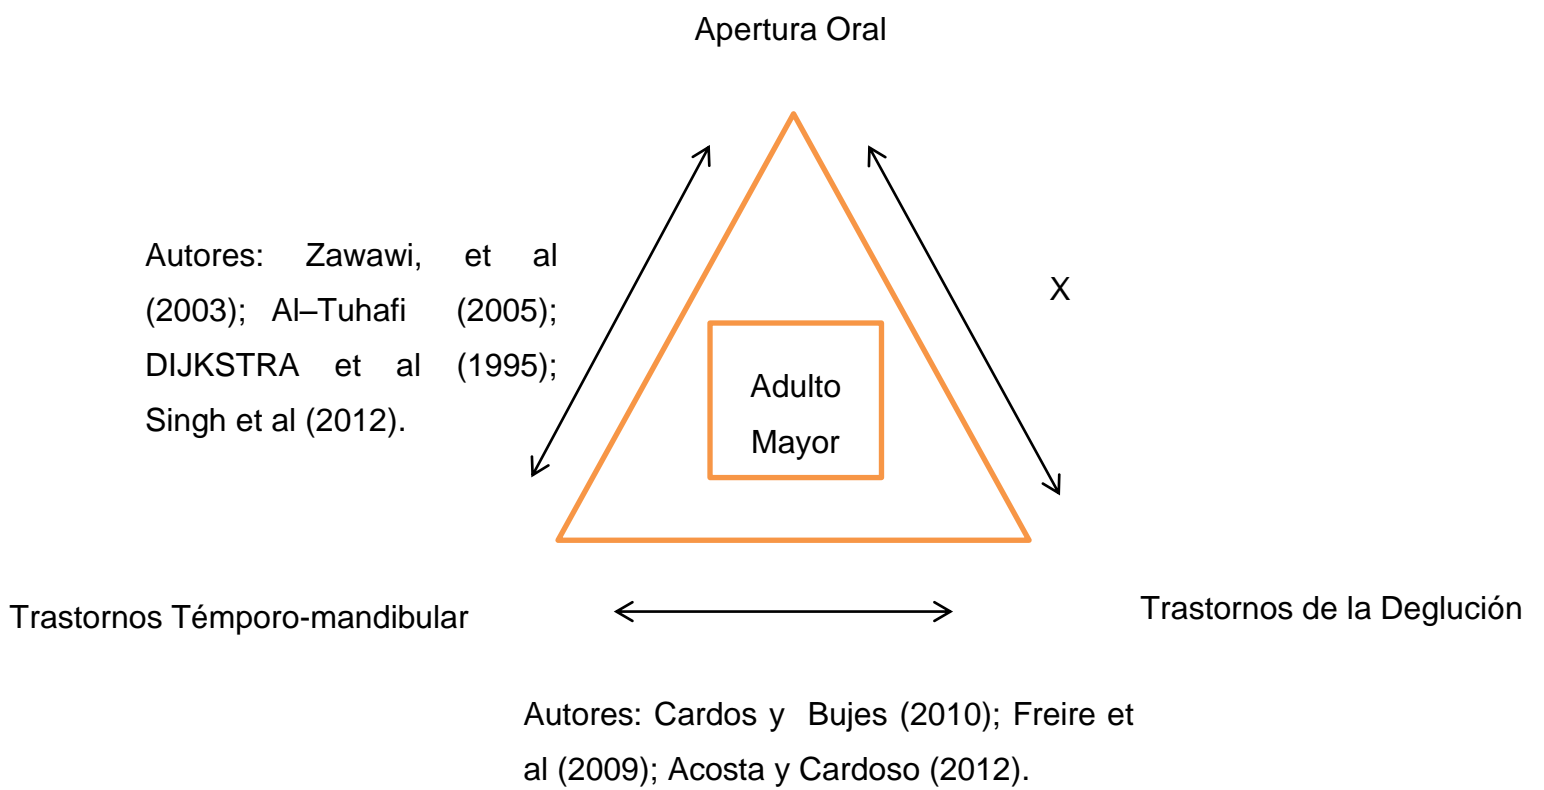 Apertura Oral
Autores: Zawawi, et al
(2003); Al–Tuhafi (2005);
DIJKSTRA et al (1995);
Singh et al (2012).
X
Adulto
Mayor
Trastornos Témporo-mandibular
Trastornos de la Deglución
Autores: Cardos y Bujes (2010); Freire et
al (2009); Acosta y Cardoso (2012).